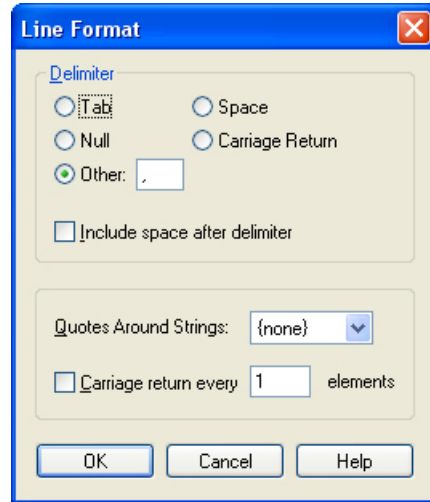 Line Format
Delimiter
Tab Space
Null Carriage Return
Other: ,
Include space after delimiter
Quotes Around Strings: {none}
Carriage return every 1 elements
OK Cancel Help